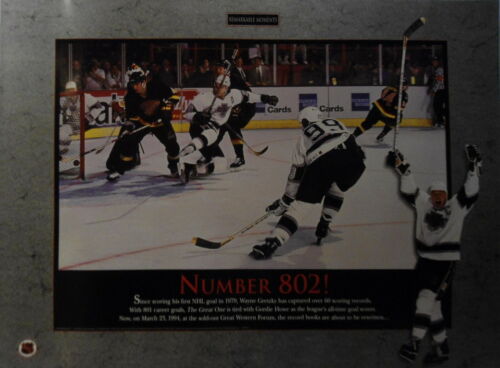 REMARKABLE MOMENTS
Cards
Cards
99
NUMBER 802!
Since scoring his first NHL goal in 1979, Wayne Gretzky has captured over 60 scoring records.
With 801 career goals, The Great One is tied with Gordie Howe as the league's all-time goal scorer.
Now, on March 23, 1994, at the sold-out Great Western Forum, the record books are about to be rewritten...